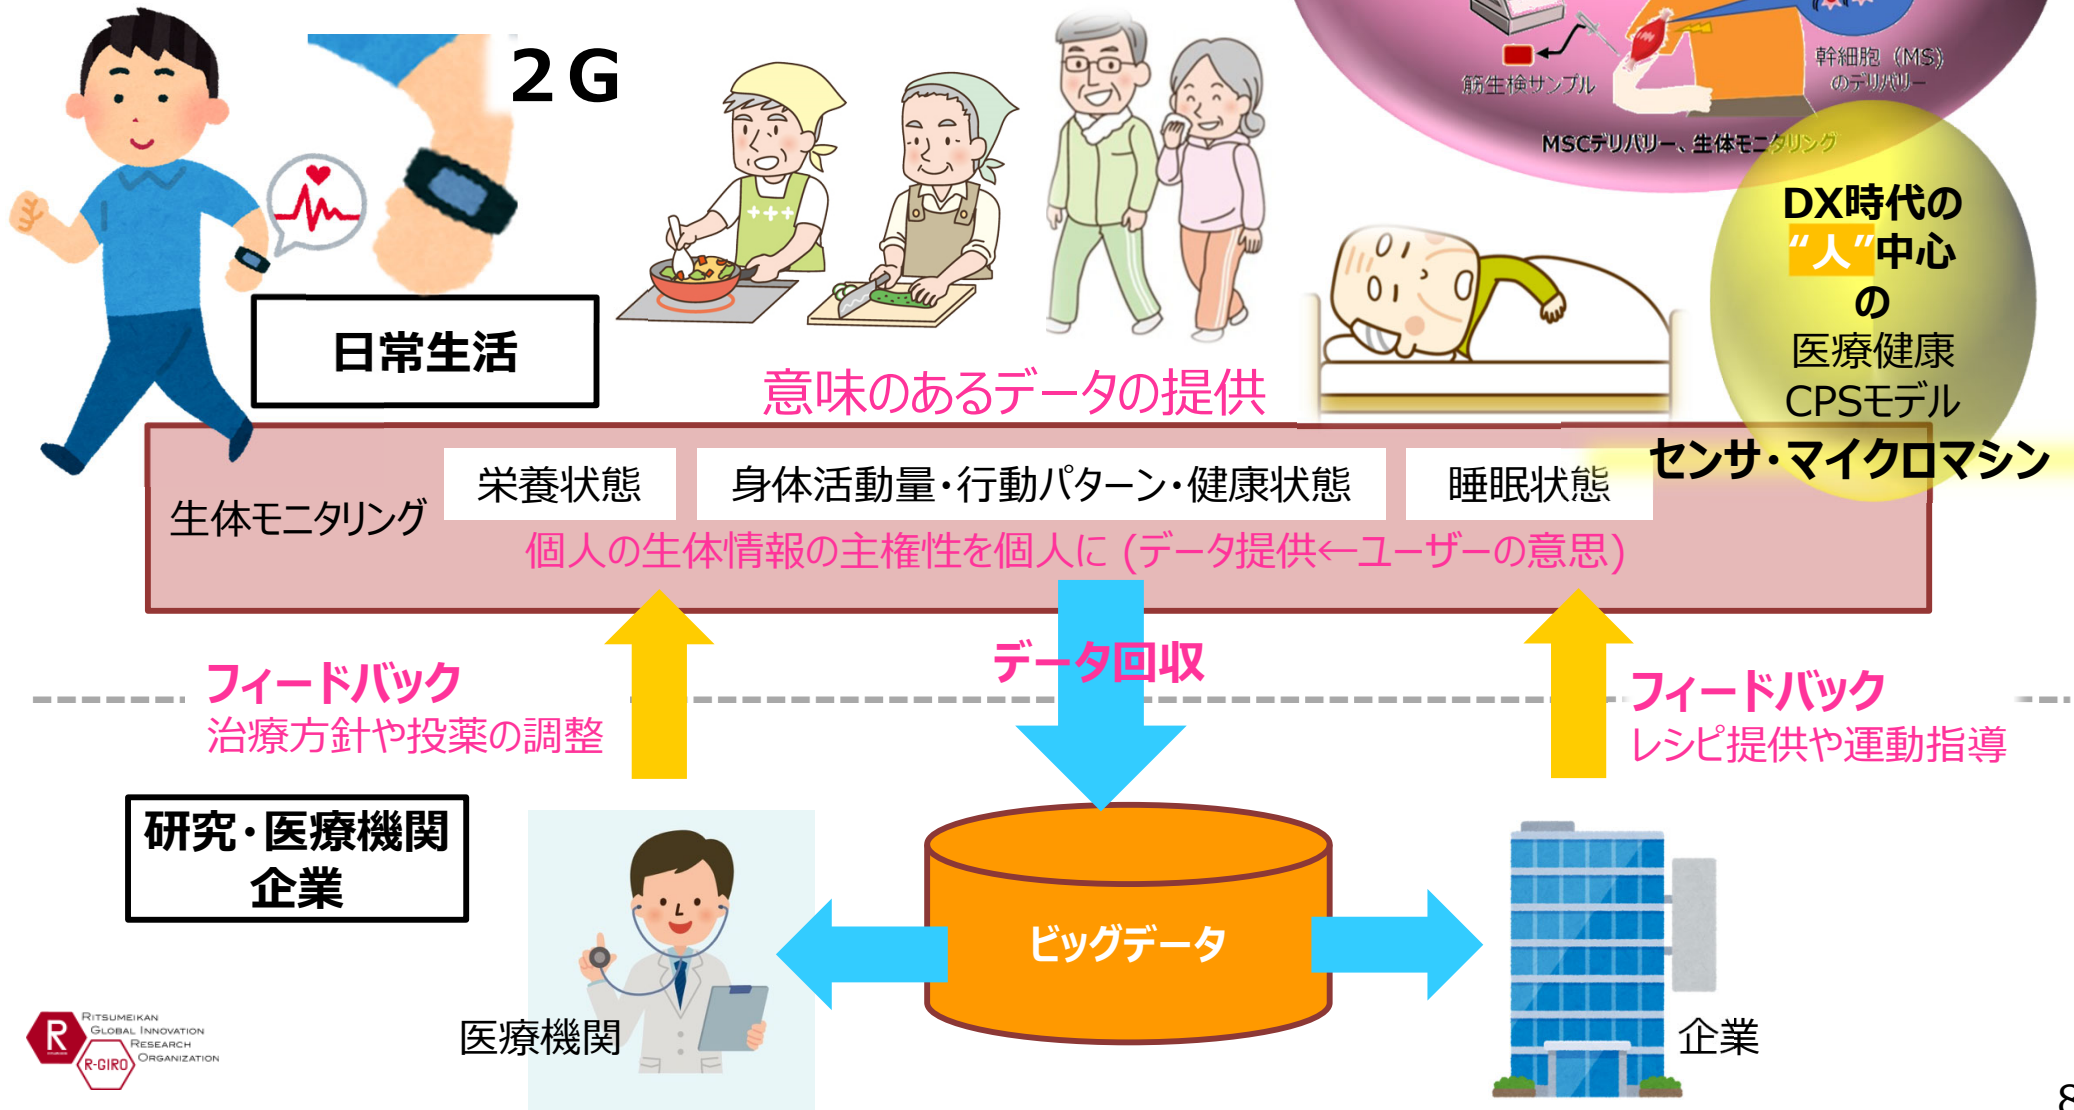 2G
筋生検サンプル
幹細胞（MS)
のデリバリー
MSCデリバリー、生体モニタリング
DX時代の
“人”中心
の
医療健康
CPSモデル
センサ・マイクロマシン
日常生活
意味のあるデータの提供
生体モニタリング
栄養状態
身体活動量・行動パターン・健康状態
睡眠状態
個人の生体情報の主権性を個人に (データ提供←ユーザーの意思)
フィードバック
治療方針や投薬の調整
データ回収
フィードバック
レシピ提供や運動指導
研究・医療機関
企業
医療機関
ビッグデータ
企業
R
R-GIRO
RITSUMEIKAN
GLOBAL INNOVATION
RESEARCH
ORGANIZATION
8